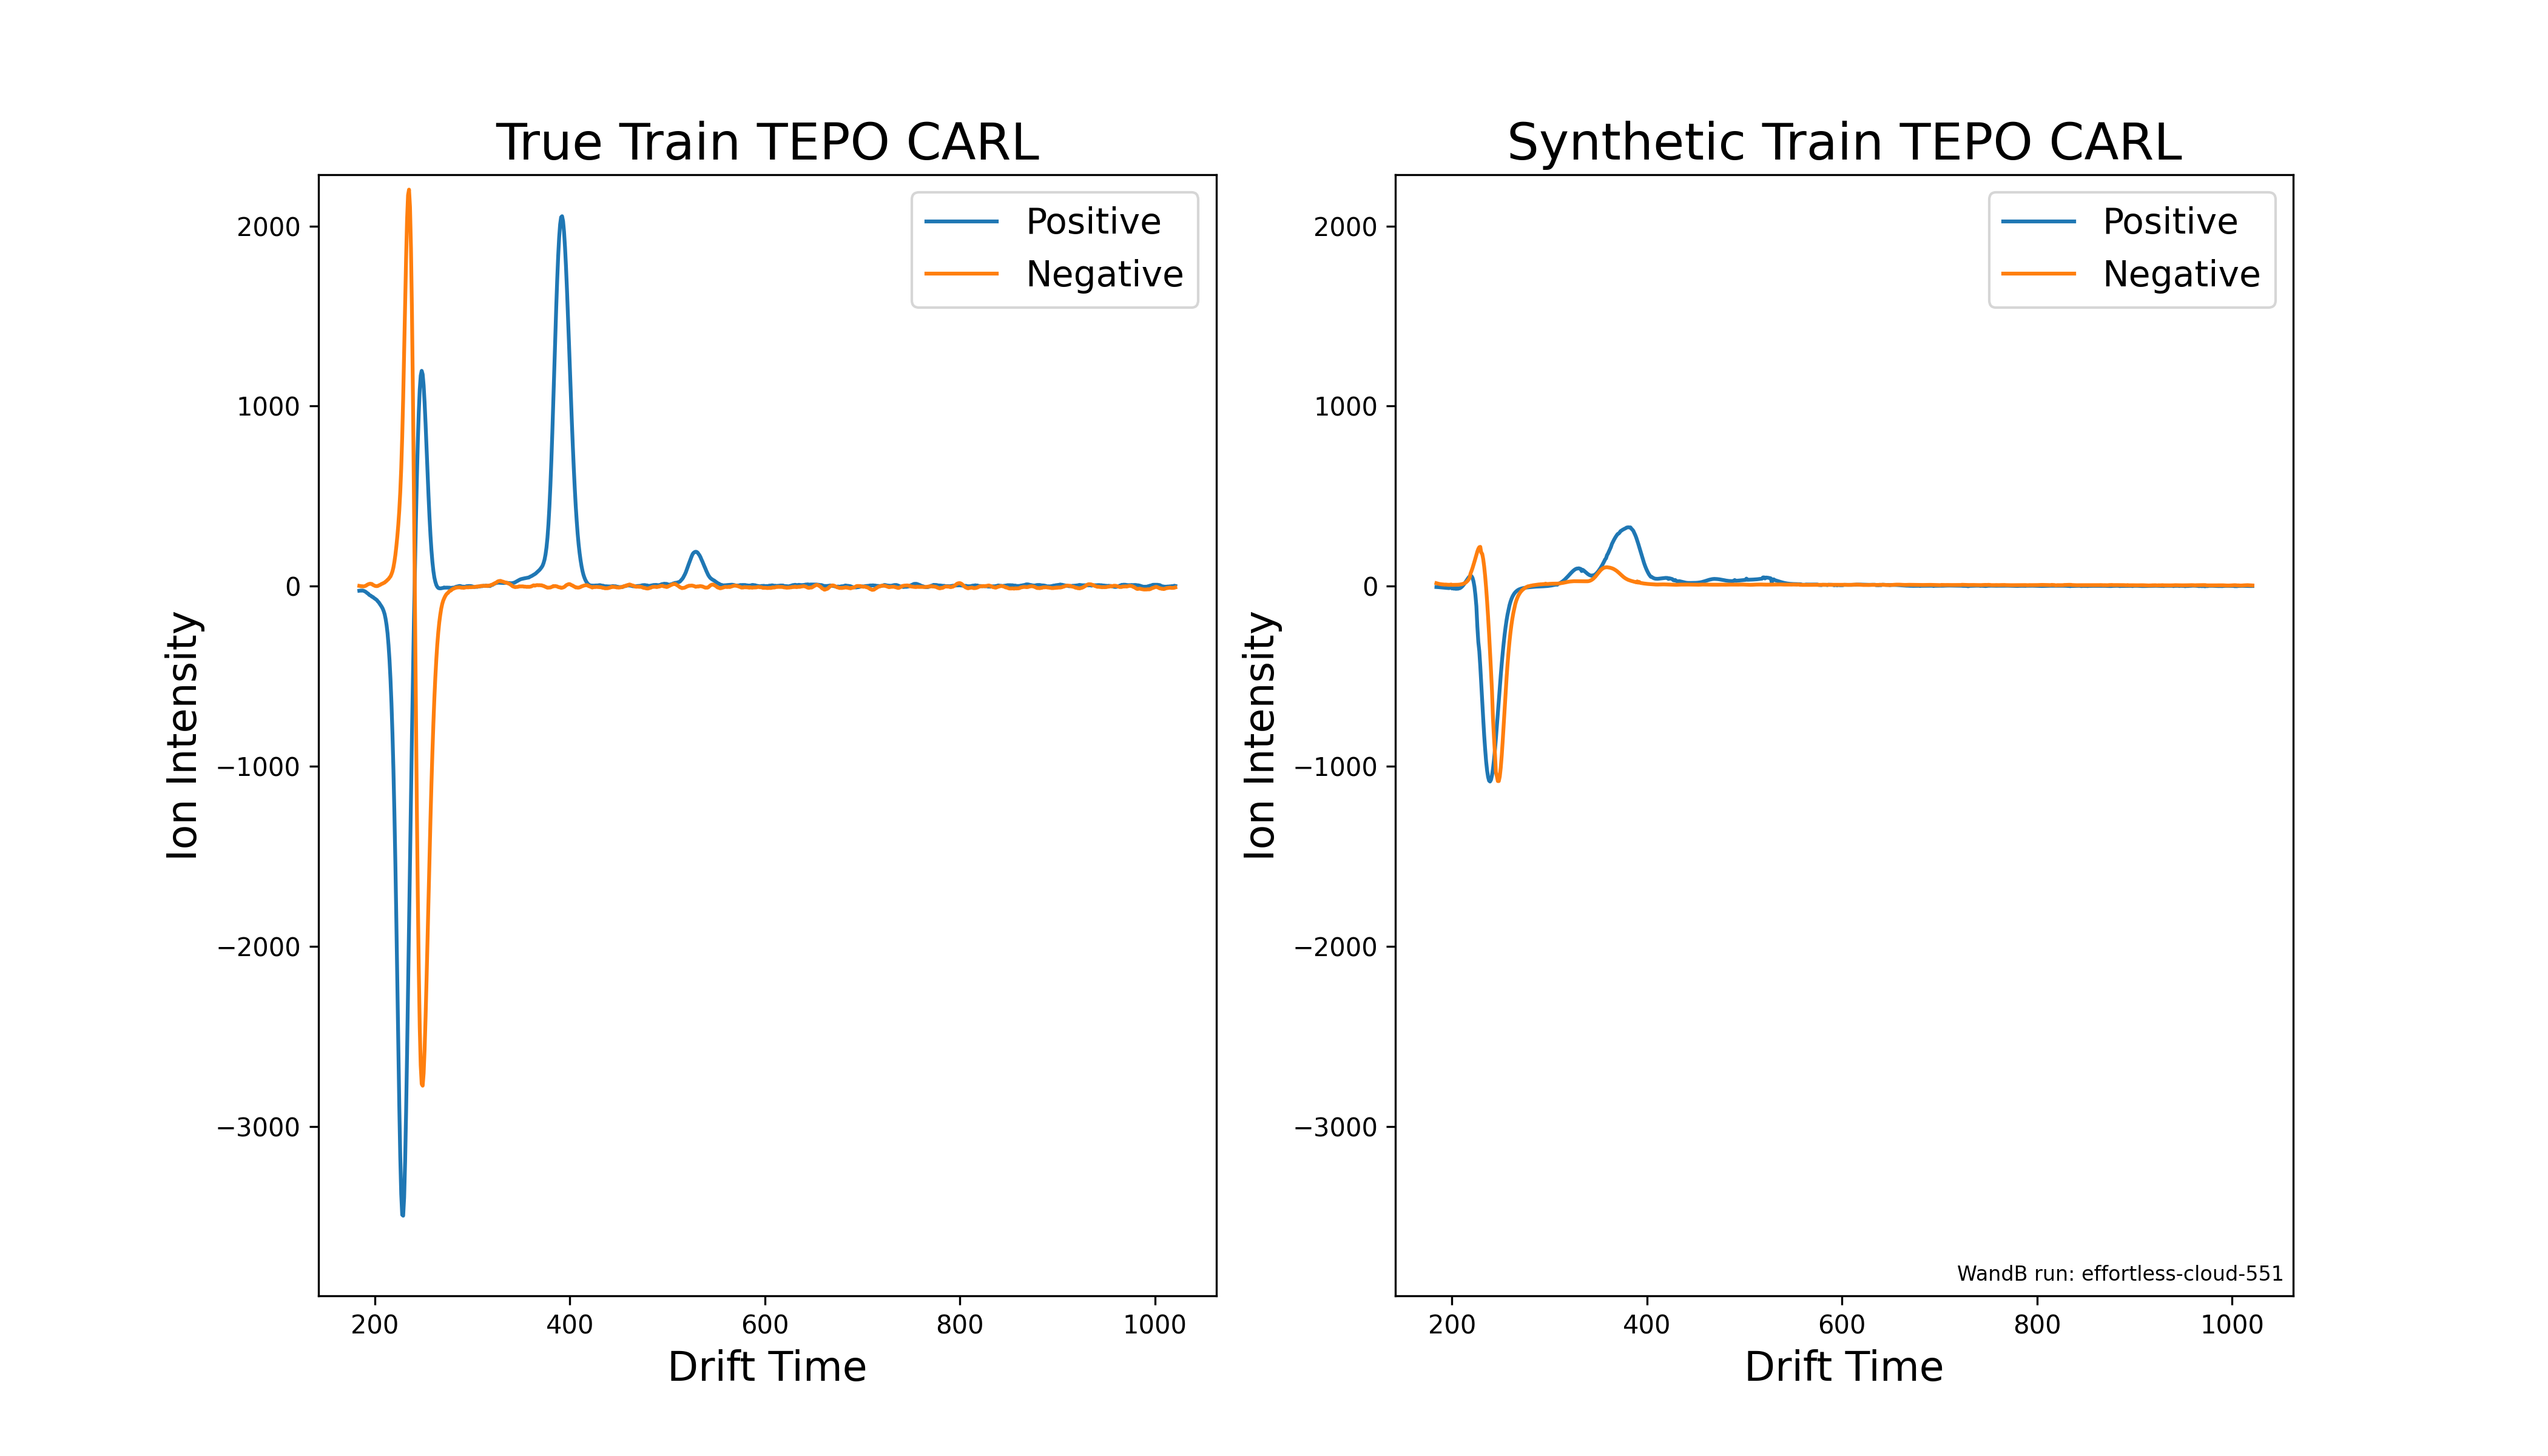 True Train TEPO CARL
Positive
Negative
2000
1000
0
−1000
−2000
−3000
Ion Intensity
200 400 600 800 1000
Drift Time
Synthetic Train TEPO CARL
Positive
Negative
2000
1000
0
−1000
−2000
−3000
Ion Intensity
WandB run: effortless-cloud-551
200 400 600 800 1000
Drift Time